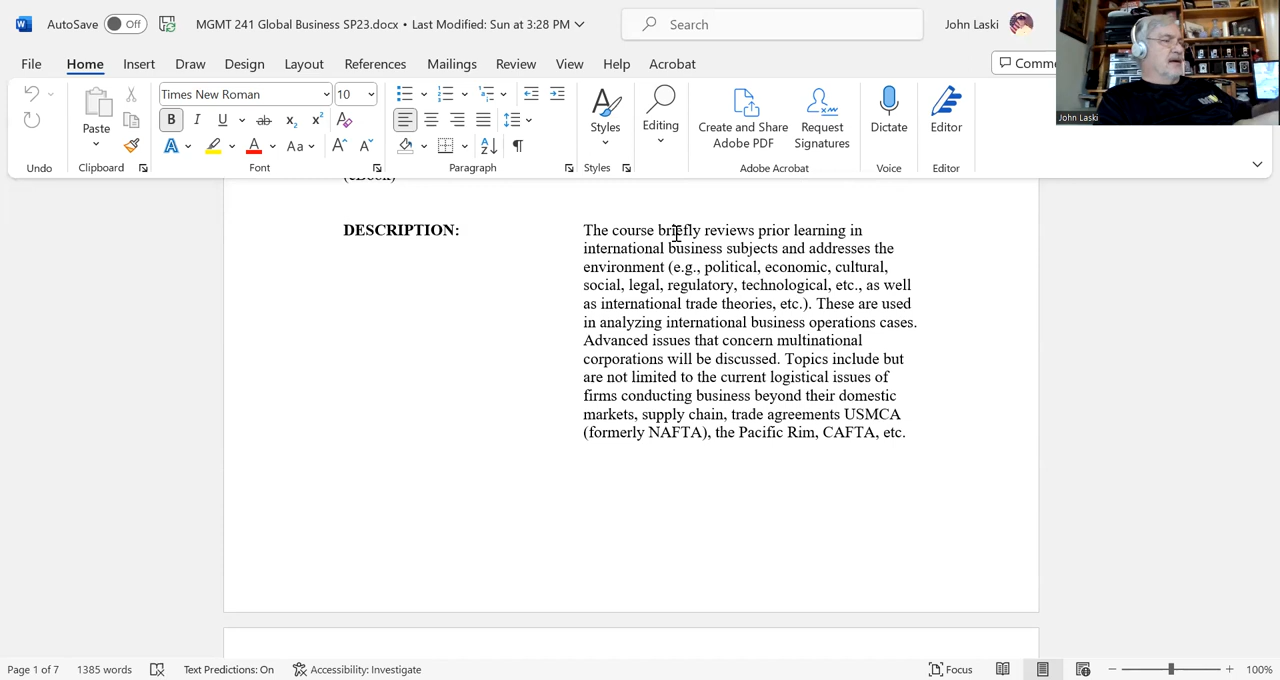 AutoSave Off MGMT 241 Global Business SP23.docx • Last Modified: Sun at 3:28 PM Search John Laski
File Home Insert Draw Design Layout References Mailings Review View Help Acrobat Comme
Times New Roman 10
Paste Styles Editing Create and Share Adobe PDF Request Signatures Dictate Editor
Undo Clipboard Font Paragraph Styles Adobe Acrobat Voice Editor
John Laski
(eBook)
DESCRIPTION: The course briefly reviews prior learning in
international business subjects and addresses the
environment (e.g., political, economic, cultural,
social, legal, regulatory, technological, etc., as well
as international trade theories, etc.). These are used
in analyzing international business operations cases.
Advanced issues that concern multinational
corporations will be discussed. Topics include but
are not limited to the current logistical issues of
firms conducting business beyond their domestic
markets, supply chain, trade agreements USMCA
(formerly NAFTA), the Pacific Rim, CAFTA, etc.
Page 1 of 7 1385 words Text Predictions: On Accessibility: Investigate Focus 100%